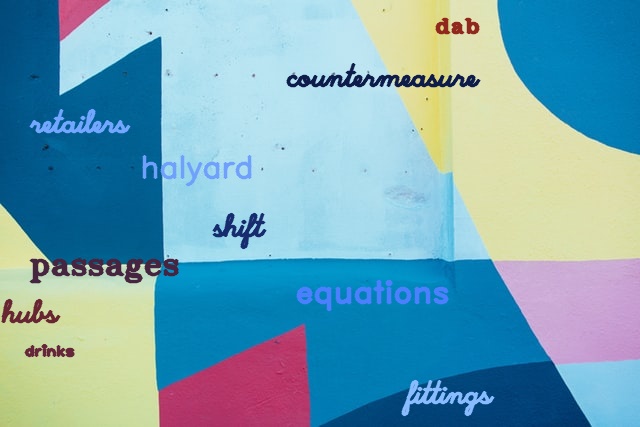 dab
countermeasure
retailers
halyard
shift
passages
equations
hubs
drinks
fittings